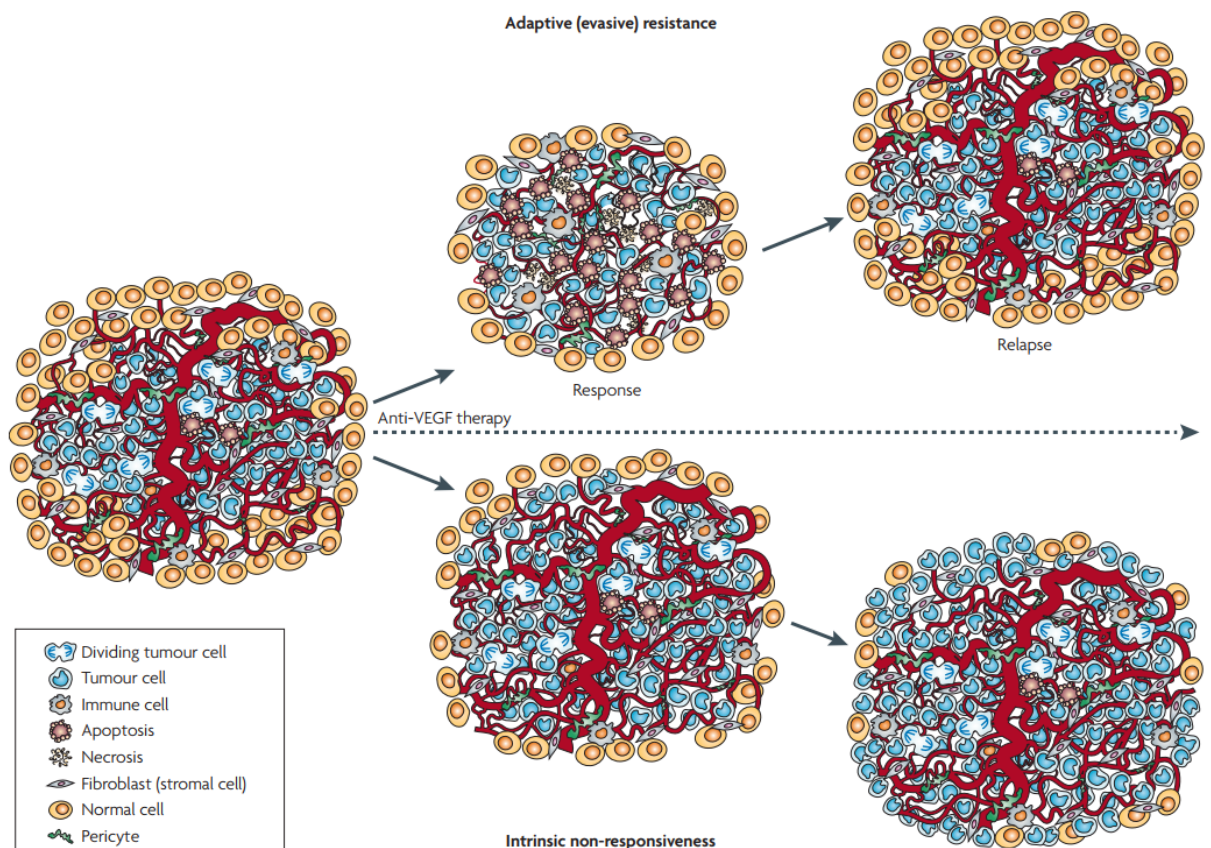 Adaptive (evasive) resistance
Relapse
Response
Anti-VEGF therapy
Dividing tumour cell
Tumour cell
Immune cell
Apoptosis
Necrosis
Fibroblast (stromal cell)
Normal cell
Pericyte
Intrinsic non-responsiveness